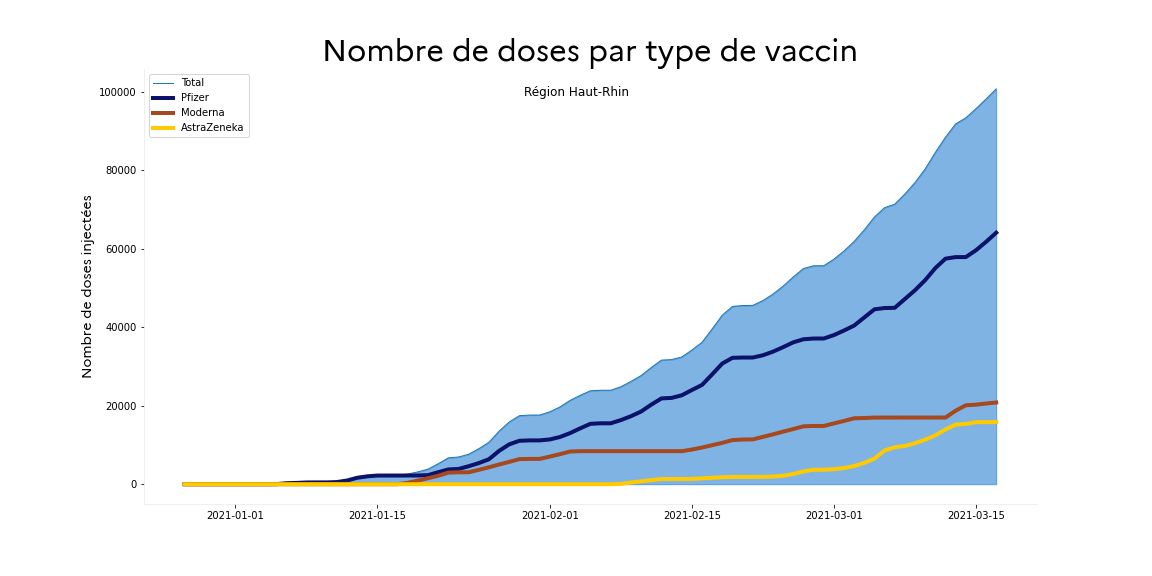 Nombre de doses par type de vaccin
Région Haut-Rhin
Total
Pfizer
Moderna
AstraZeneka
Nombre de doses injectées
100000
80000
60000
40000
20000
0
2021-01-01
2021-01-15
2021-02-01
2021-02-15
2021-03-01
2021-03-15